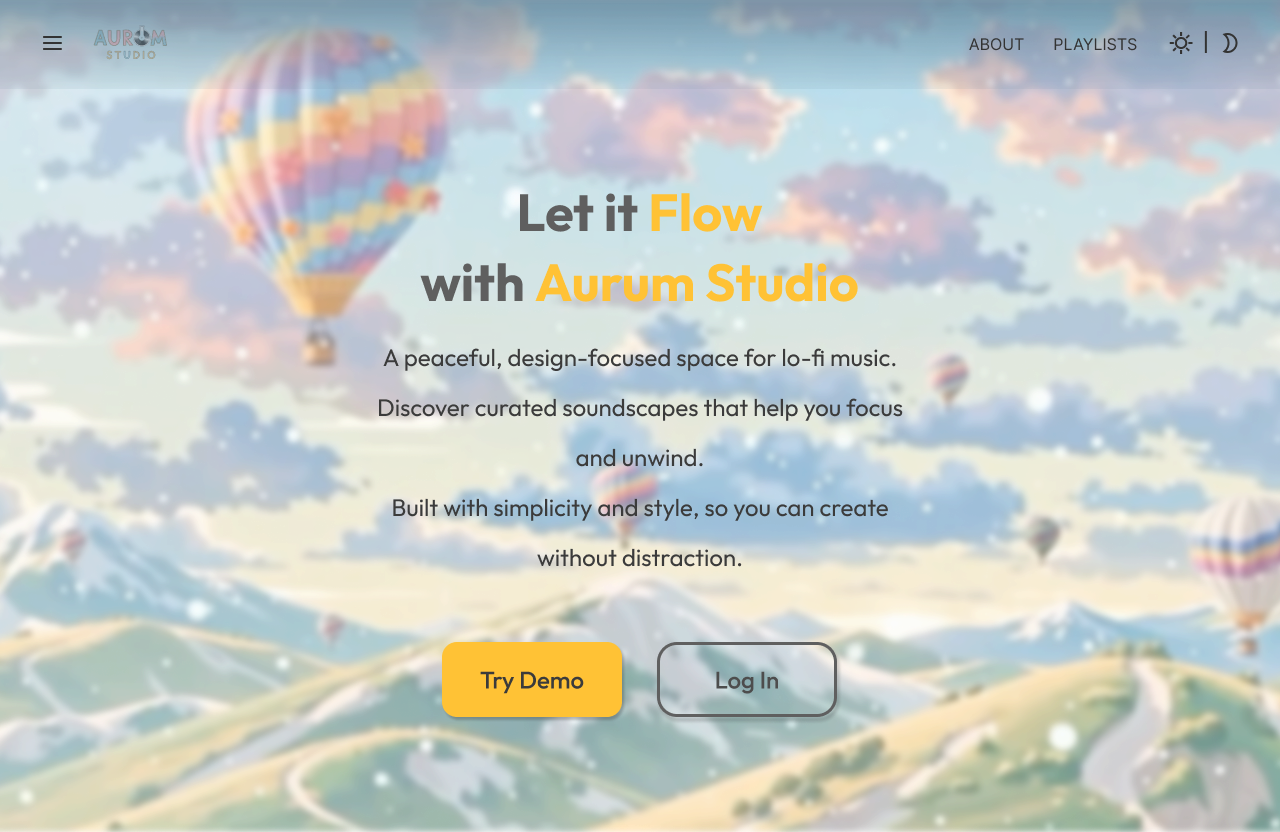 AURUM
STUDIO
ABOUT
PLAYLISTS
Let it Flow
with Aurum Studio
A peaceful, design-focused space for lo-fi music.
Discover curated soundscapes that help you focus
and unwind.
Built with simplicity and style, so you can create
without distraction.
Try Demo
Log In